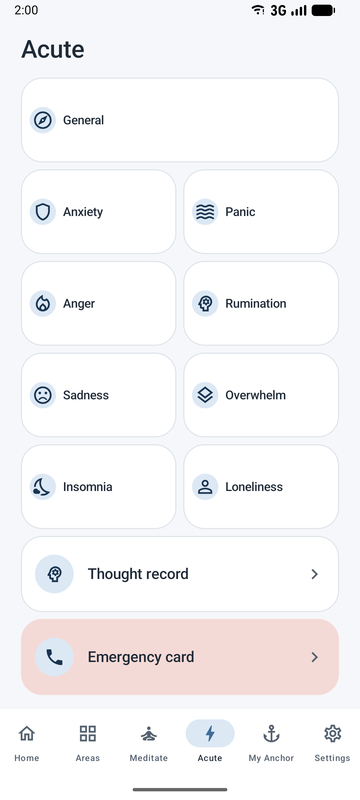 2:00 3G
Acute
General
Anxiety Panic
Anger Rumination
Sadness Overwhelm
Insomnia Loneliness
Thought record
Emergency card
Home Areas Meditate Acute My Anchor Settings